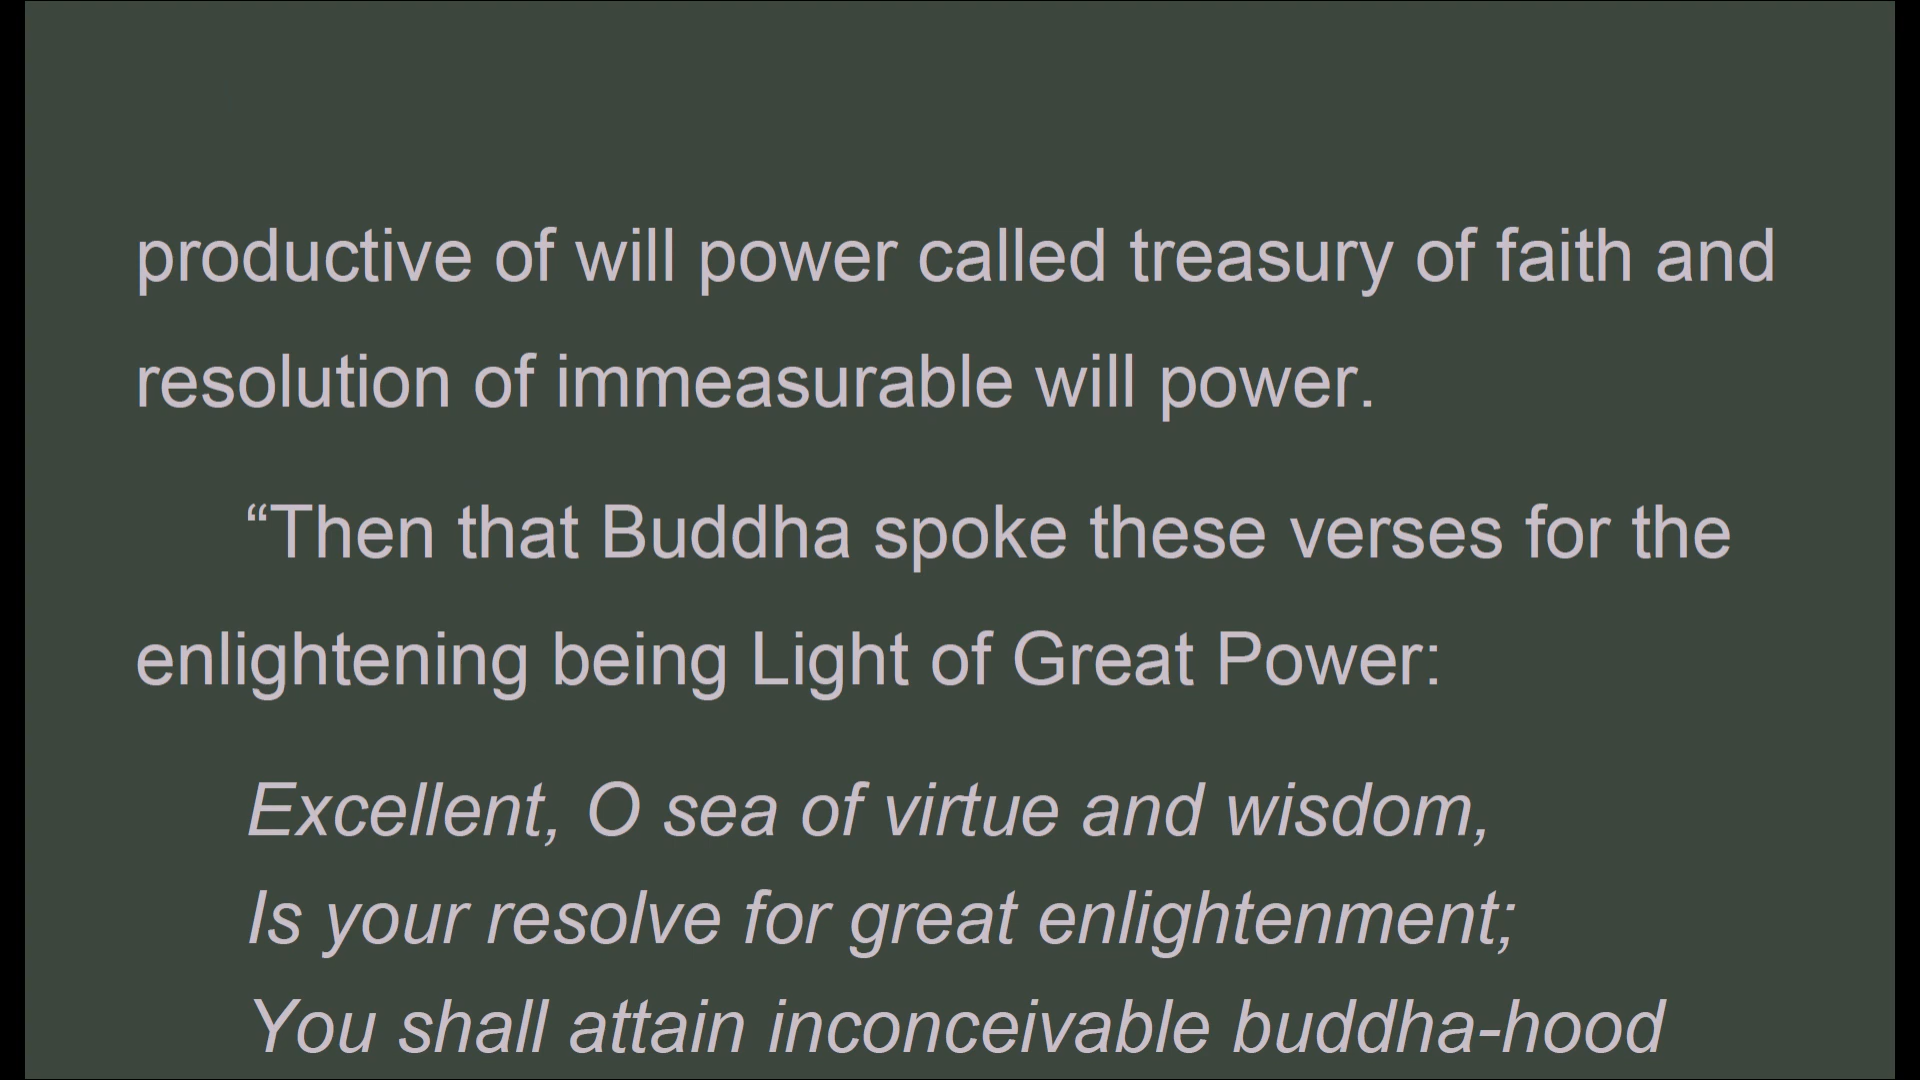 productive of will power called treasury of faith and
resolution of immeasurable will power.
“Then that Buddha spoke these verses for the
enlightening being Light of Great Power:
Excellent, O sea of virtue and wisdom,
Is your resolve for great enlightenment;
You shall attain inconceivable buddha-hood